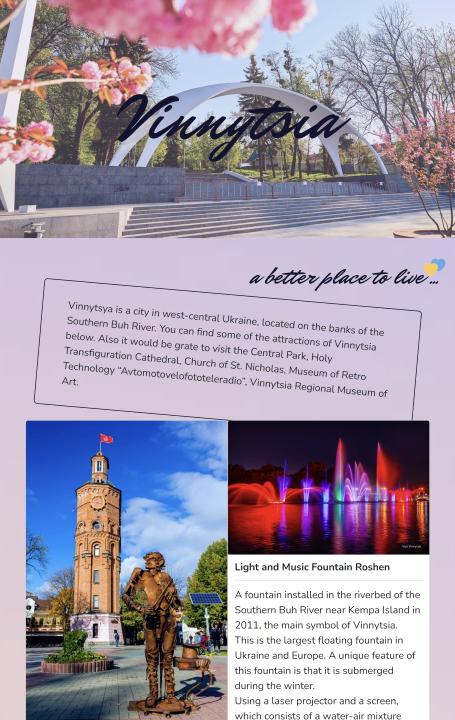 Vinnytsia
a better place to live...
Vinnytsya is a city in west-central Ukraine, located on the banks of the
Southern Buh River. You can find some of the attractions of Vinnytsia
below. Also it would be grate to visit the Central Park, Holy
Transfiguration Cathedral, Church of St. Nicholas, Museum of Retro
Technology “Avtomotovelofototeleradio”, Vinnytsia Regional Museum of
Art.
Light and Music Fountain Roshen
A fountain installed in the riverbed of the
Southern Buh River near Kempa Island in
2011, the main symbol of Vinnytsia.
This is the largest floating fountain in
Ukraine and Europe. A unique feature of
this fountain is that it is submerged
during the winter.
Using a laser projector and a screen,
which consists of a water-air mixture